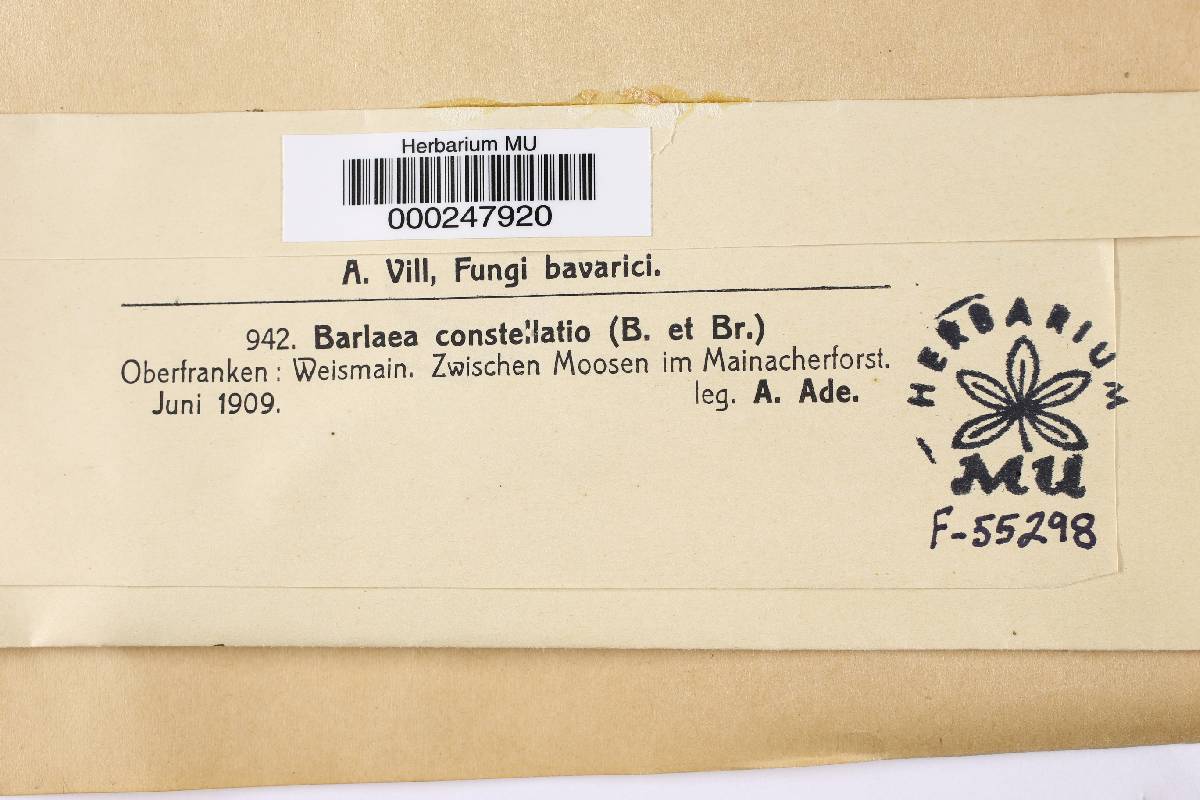 Herbarium MU
000247920
A. Vill, Fungi bavarici.
942. Barlaea constellatio (B. et Br.)
Oberfranken: Weismain. Zwischen Moosen im Mainacherforst.
Juni 1909. leg. A. Ade.
HERBARIUM
MU
F-55298